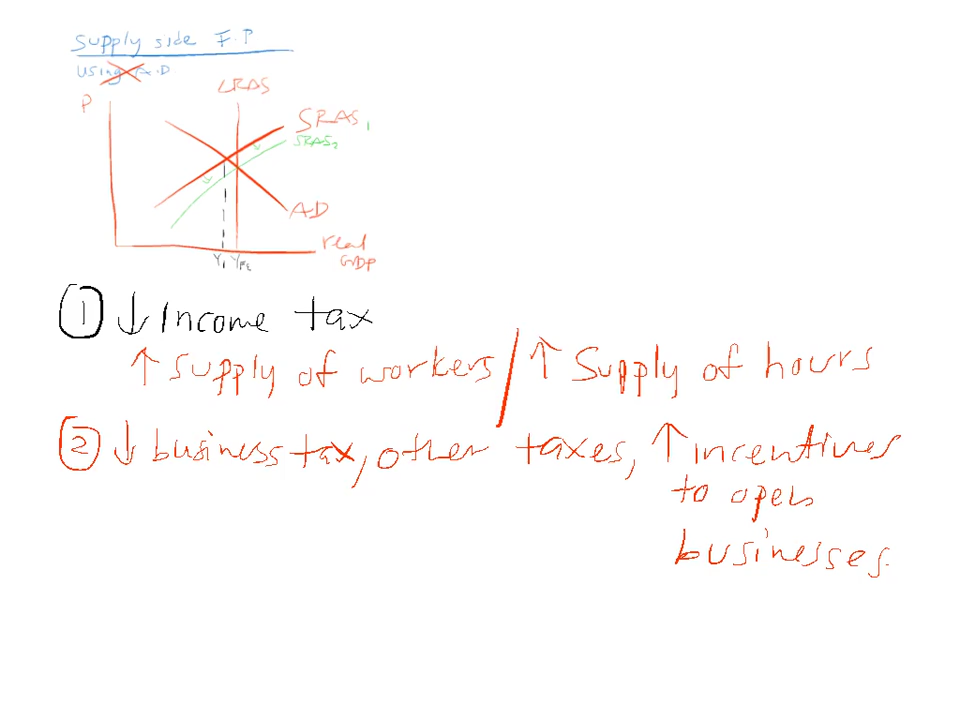 Supply side F.P
Using A.D
P
LRAS
SRAS1
SRAS2
AD
real
GDP
Y1 YFE
① ↓ Income tax
↑ Supply of workers / ↑ Supply of hours
② ↓ business tax, other taxes, ↑ incentives
to open
businesses.